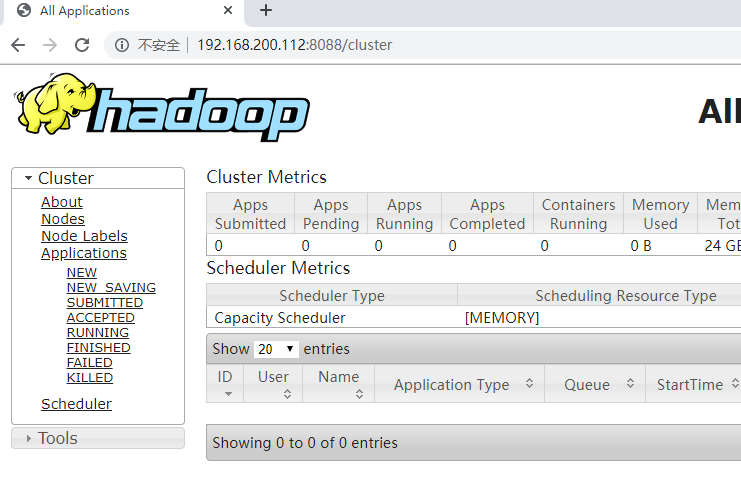 All Applications
不安全 192.168.200.112:8088/cluster
hadoop
All
Cluster
About
Nodes
Node Labels
Applications
NEW
NEW_SAVING
SUBMITTED
ACCEPTED
RUNNING
FINISHED
FAILED
KILLED
Scheduler
Tools
Cluster Metrics
Apps Submitted Apps Pending Apps Running Apps Completed Containers Running Memory Used Mem Tot
0 0 0 0 0 0 B 24 GB
Scheduler Metrics
Scheduler Type Scheduling Resource Type
Capacity Scheduler [MEMORY]
Show 20 entries
ID User Name Application Type Queue StartTime
Showing 0 to 0 of 0 entries